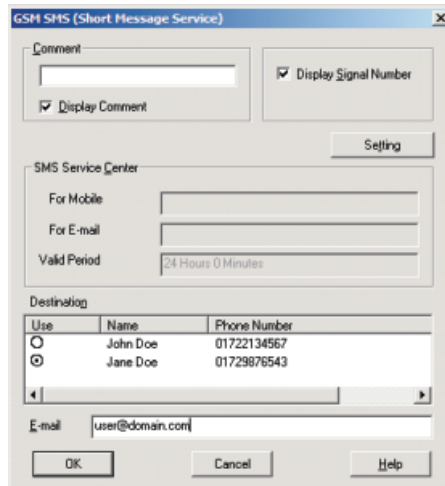 GSM SMS (Short Message Service)
Comment
Display Comment
Display Signal Number
Setting
SMS Service Center
For Mobile
For E-mail
Valid Period
24 Hours 0 Minutes
Destination
Use Name Phone Number
John Doe 01722134567
Jane Doe 01729876543
E-mail user@domain.com
OK Cancel Help